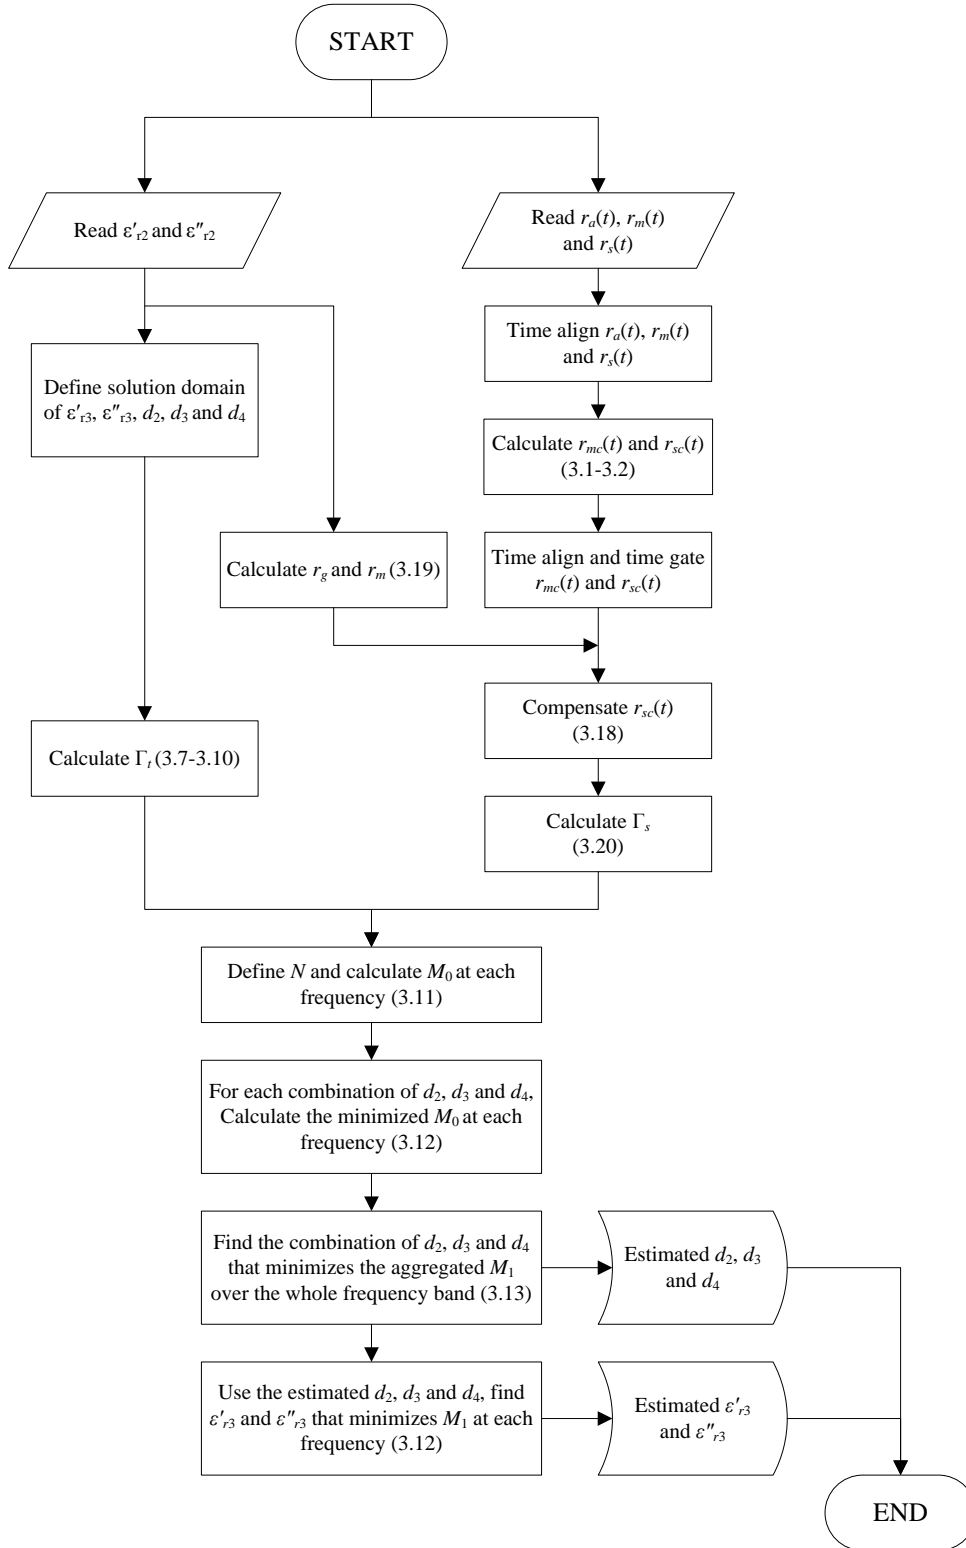 START
Read ε′r2 and ε″r2
Read ra(t), rm(t)
and rs(t)
Time align ra(t), rm(t)
and rs(t)
Define solution domain
of ε′r3, ε″r3, d2, d3 and d4
Calculate rmc(t) and rsc(t)
(3.1-3.2)
Calculate rg and rm (3.19)
Time align and time gate
rmc(t) and rsc(t)
Compensate rsc(t)
(3.18)
Calculate Γt (3.7-3.10)
Calculate Γs
(3.20)
Define N and calculate M0 at each
frequency (3.11)
For each combination of d2, d3 and d4,
Calculate the minimized M0 at each
frequency (3.12)
Find the combination of d2, d3 and d4
that minimizes the aggregated M1
over the whole frequency band (3.13)
Estimated d2, d3
and d4
Use the estimated d2, d3 and d4, find
ε′r3 and ε″r3 that minimizes M1 at each
frequency (3.12)
Estimated ε′r3
and ε″r3
END